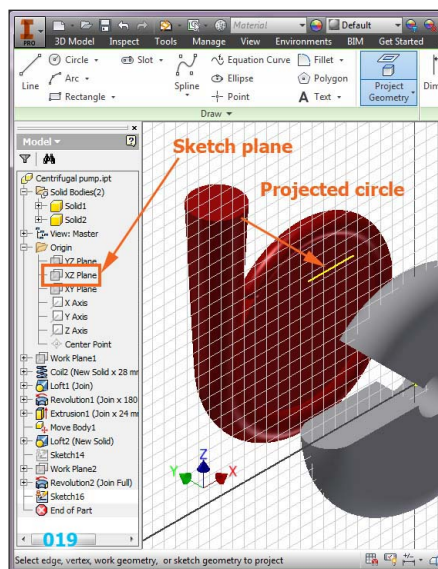 I
PRO
Material
Default
3D Model Inspect Tools Manage View Environments BIM Get Started
Line
Circle
Arc
Rectangle
Slot
Spline
Equation Curve
Ellipse
Point
Fillet
Polygon
A Text
Project Geometry
Dim
Draw
Model
Sketch plane
Projected circle
Centrifugal pump.ipt
Solid Bodies(2)
Solid1
Solid2
View: Master
Origin
YZ Plane
XZ Plane
XY Plane
X Axis
Y Axis
Z Axis
Center Point
Work Plane1
Coil2 (New Solid x 28 mm
Loft1 (Join)
Revolution1 (Join x 180
Extrusion1 (Join x 24 m
Move Body1
Loft2 (New Solid)
Sketch14
Work Plane2
Revolution2 (Join Full)
Sketch16
End of Part
Z
Y
X
019
Select edge, vertex, work geometry, or sketch geometry to project